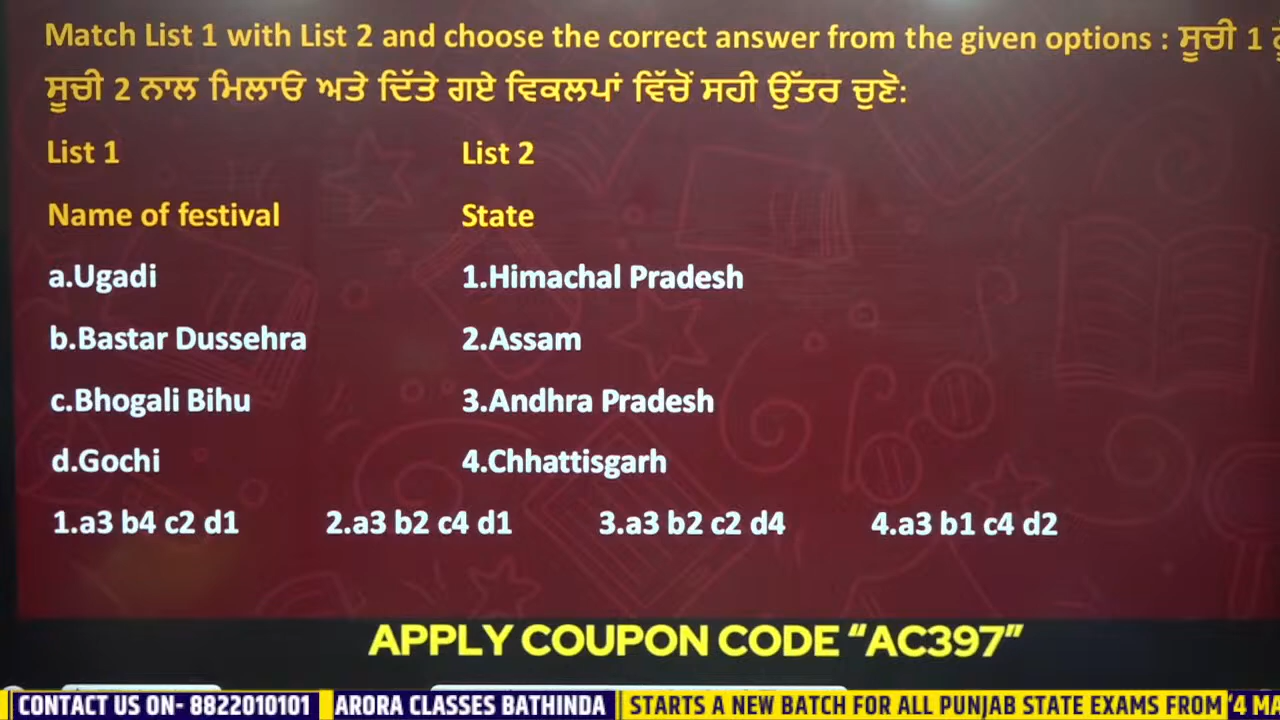 Match List 1 with List 2 and choose the correct answer from the given options : ਸੂਚੀ 1
ਸੂਚੀ 2 ਨਾਲ ਮਿਲਾਓ ਅਤੇ ਦਿੱਤੇ ਗਏ ਵਿਕਲਪਾਂ ਵਿੱਚੋਂ ਸਹੀ ਉੱਤਰ ਚੁਣੋ:
List 1 List 2
Name of festival State
a.Ugadi 1.Himachal Pradesh
b.Bastar Dussehra 2.Assam
c.Bhogali Bihu 3.Andhra Pradesh
d.Gochi 4.Chhattisgarh
1.a3 b4 c2 d1 2.a3 b2 c4 d1 3.a3 b2 c2 d4 4.a3 b1 c4 d2
APPLY COUPON CODE “AC397”
CONTACT US ON- 8822010101 ARORA CLASSES BATHINDA STARTS A NEW BATCH FOR ALL PUNJAB STATE EXAMS FROM